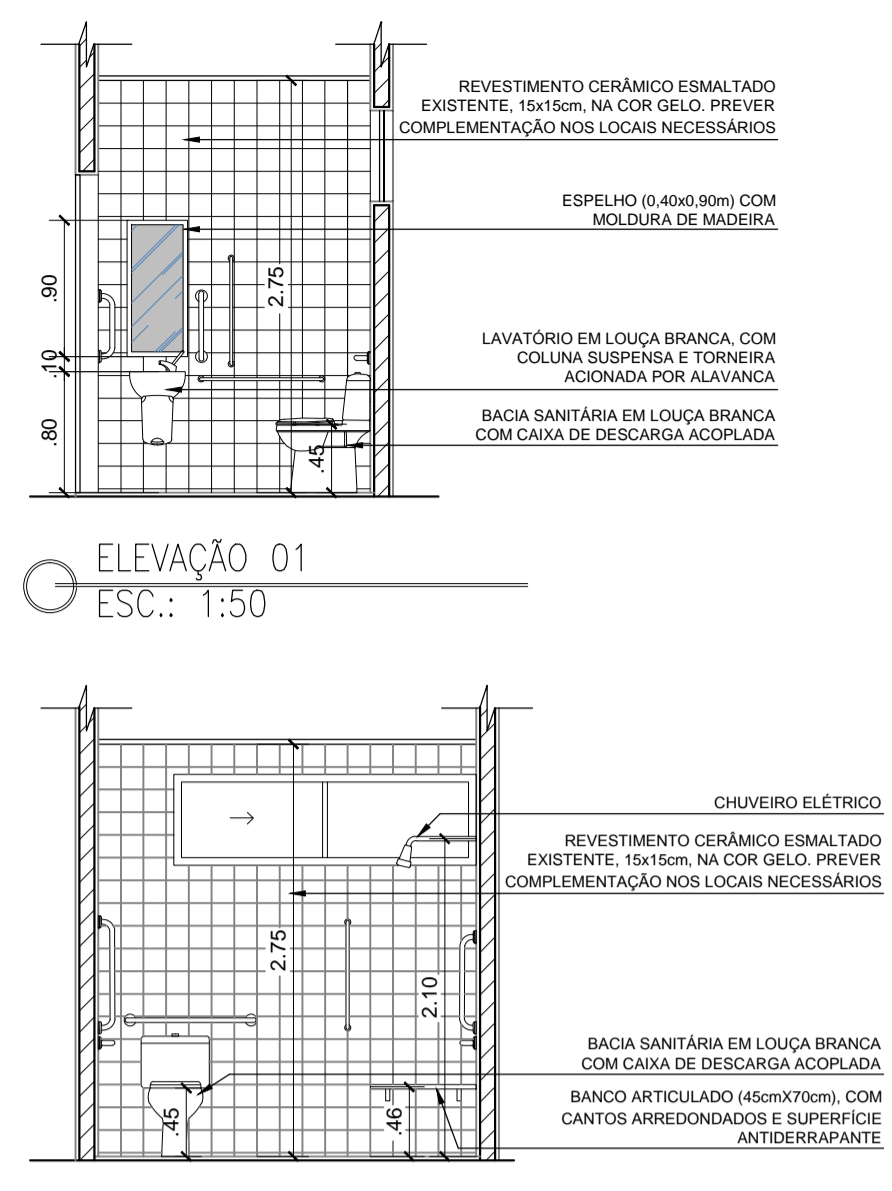 REVESTIMENTO CERÂMICO ESMALTADO
EXISTENTE, 15x15cm, NA COR GELO. PREVER
COMPLEMENTAÇÃO NOS LOCAIS NECESSÁRIOS
ESPELHO (0,40x0,90m) COM
MOLDURA DE MADEIRA
2.75
.90
LAVATÓRIO EM LOUÇA BRANCA, COM
COLUNA SUSPENSA E TORNEIRA
ACIONADA POR ALAVANCA
.10
BACIA SANITÁRIA EM LOUÇA BRANCA
COM CAIXA DE DESCARGA ACOPLADA
.80
.45
ELEVAÇÃO 01
ESC.: 1:50
CHUVEIRO ELÉTRICO
REVESTIMENTO CERÂMICO ESMALTADO
EXISTENTE, 15x15cm, NA COR GELO. PREVER
COMPLEMENTAÇÃO NOS LOCAIS NECESSÁRIOS
2.75
2.10
BACIA SANITÁRIA EM LOUÇA BRANCA
COM CAIXA DE DESCARGA ACOPLADA
BANCO ARTICULADO (45cmX70cm), COM
CANTOS ARREDONDADOS E SUPERFÍCIE
ANTIDERRAPANTE
.45
.46